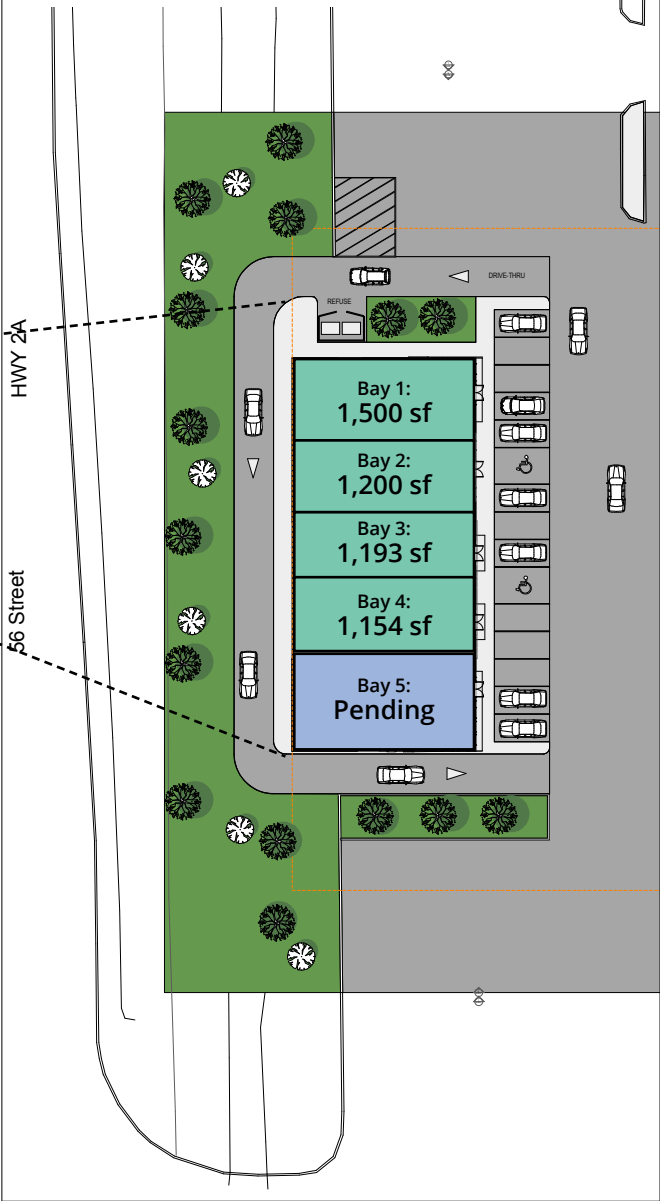 DRIVE-THRU
REFUSE
HWY 2A
Bay 1:
1,500 sf
Bay 2:
1,200 sf
Bay 3:
1,193 sf
56 Street
Bay 4:
1,154 sf
Bay 5:
Pending